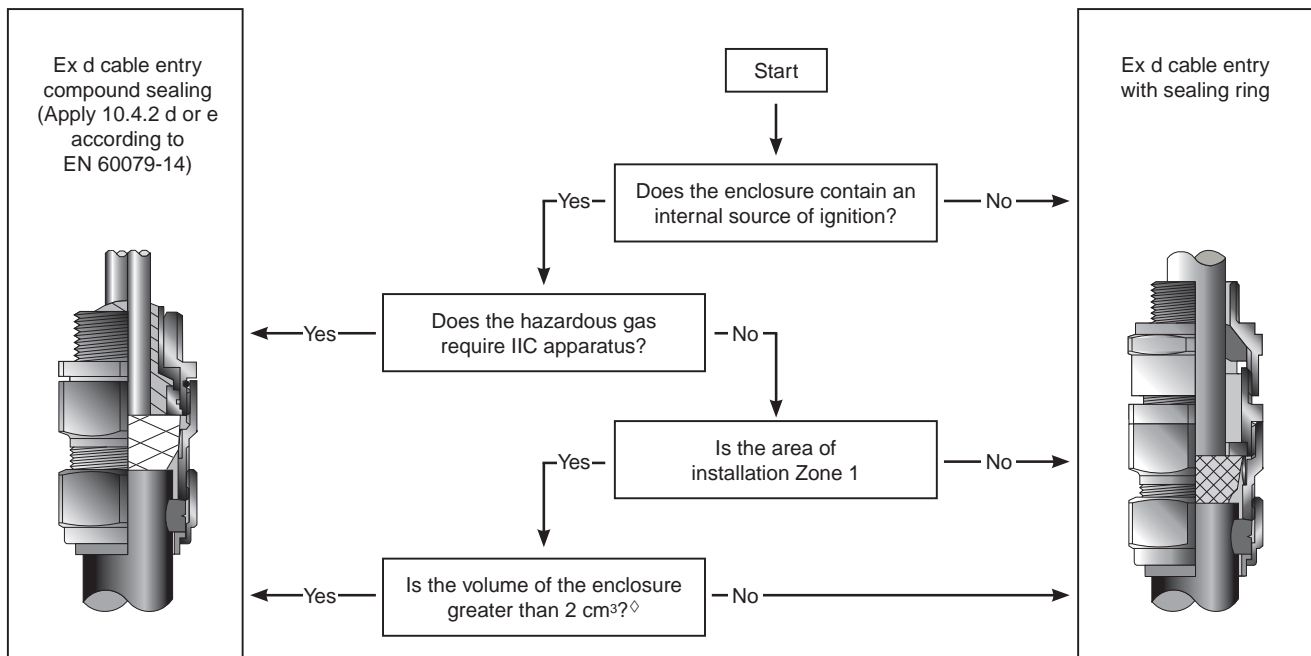 Ex d cable entry
compound sealing
(Apply 10.4.2 d or e
according to
EN 60079-14)
Start
Does the enclosure contain an
internal source of ignition?
Yes
No
Does the hazardous gas
require IIC apparatus?
Yes
No
Is the area of
installation Zone 1
Yes
No
Is the volume of the enclosure
greater than 2 cm³?◊
Yes
No
Ex d cable entry
with sealing ring